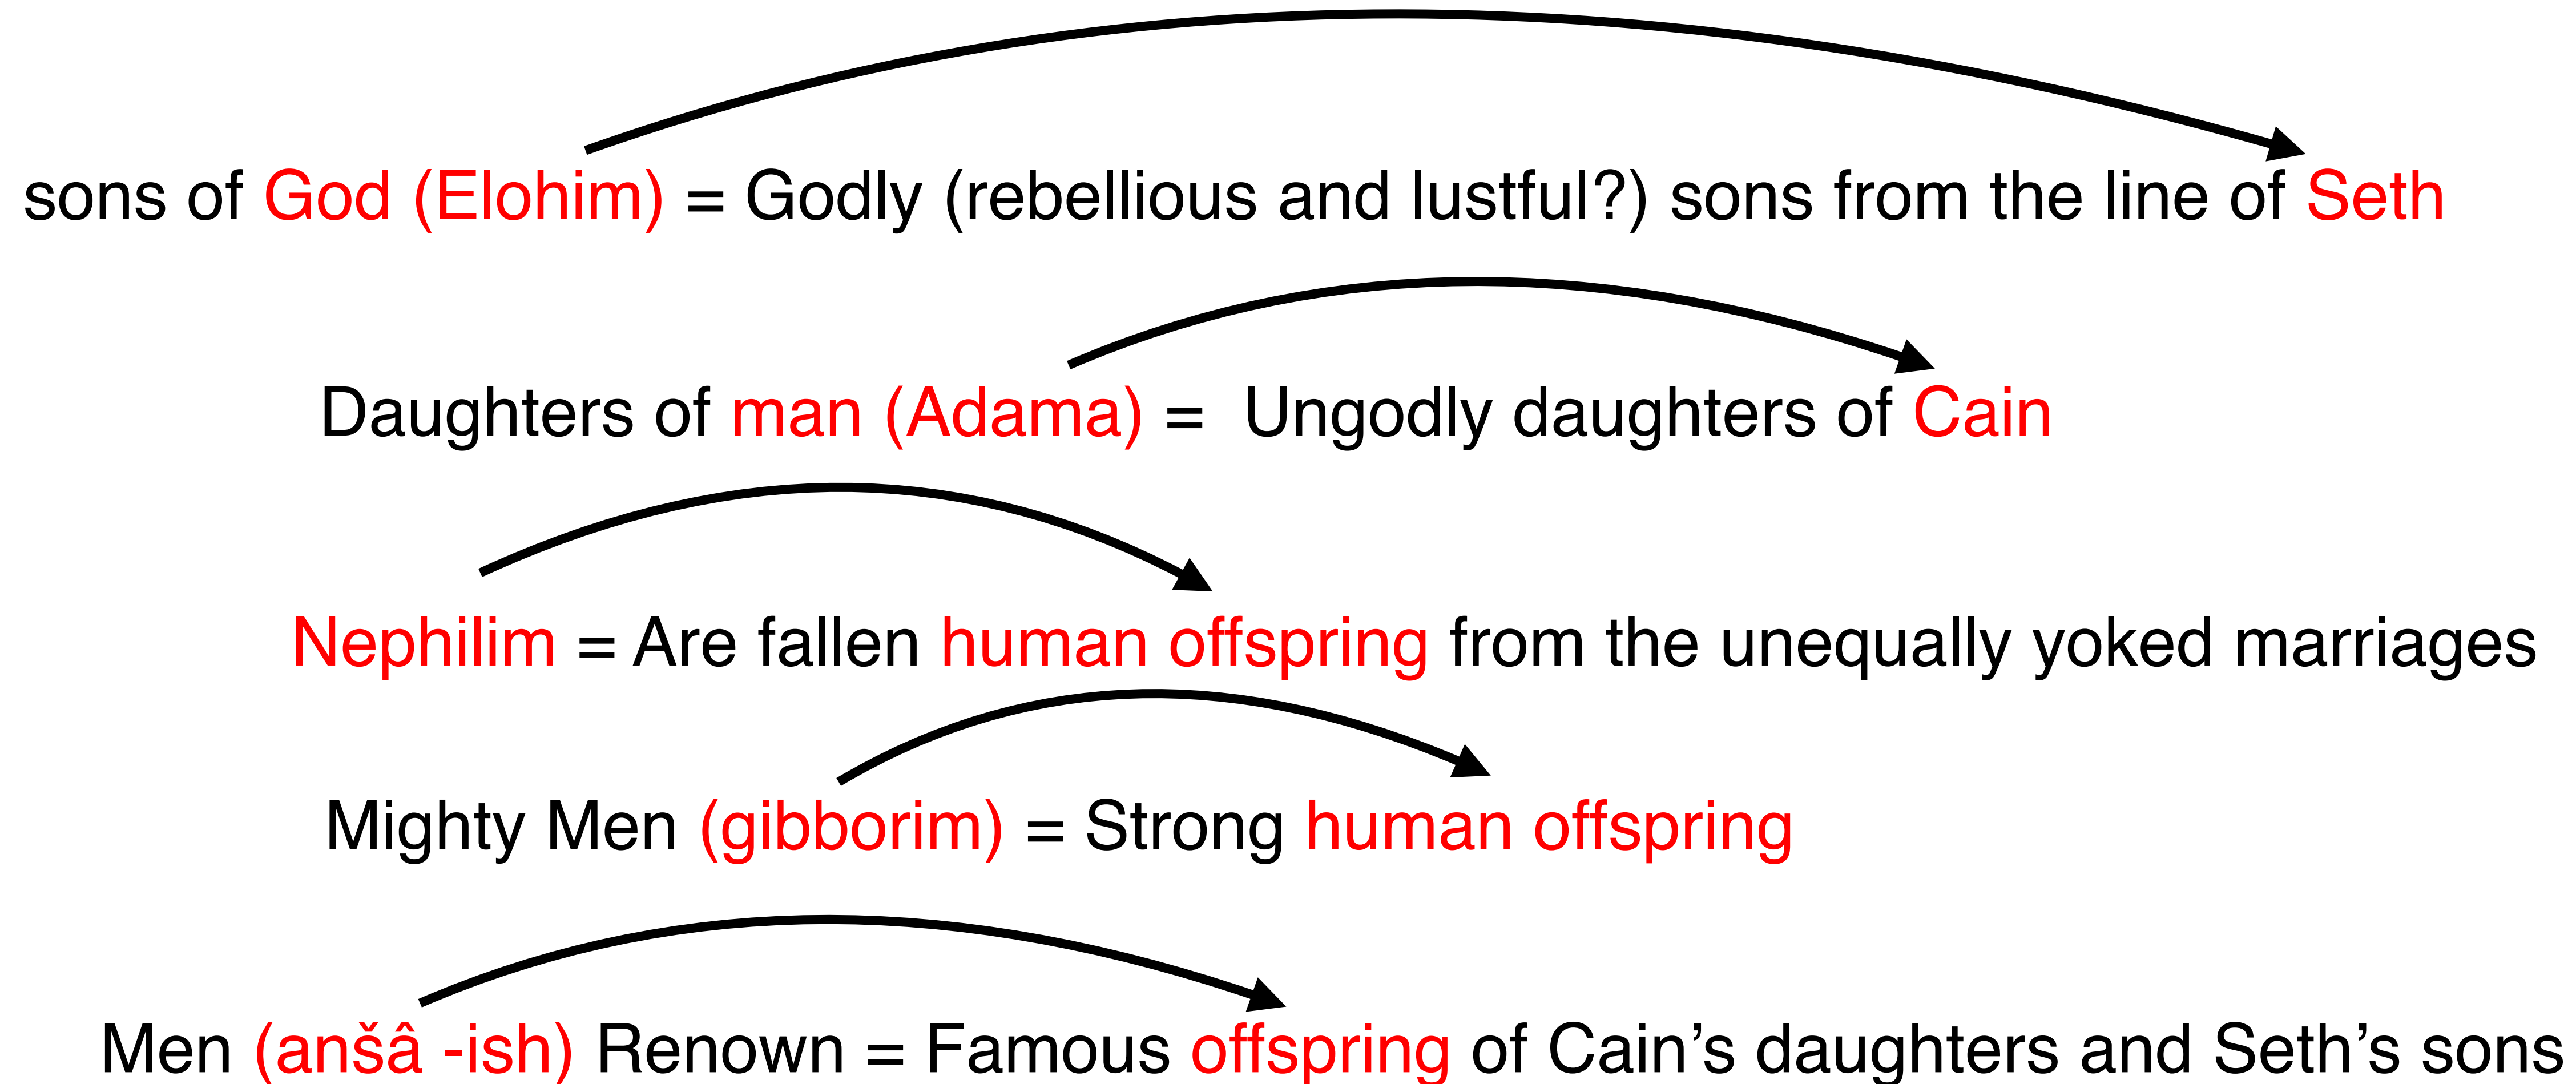 sons of God (Elohim) = Godly (rebellious and lustful?) sons from the line of Seth
Daughters of man (Adama) = Ungodly daughters of Cain
Nephilim = Are fallen human offspring from the unequally yoked marriages
Mighty Men (gibborim) = Strong human offspring
Men (anšâ -ish) Renown = Famous offspring of Cain’s daughters and Seth’s sons